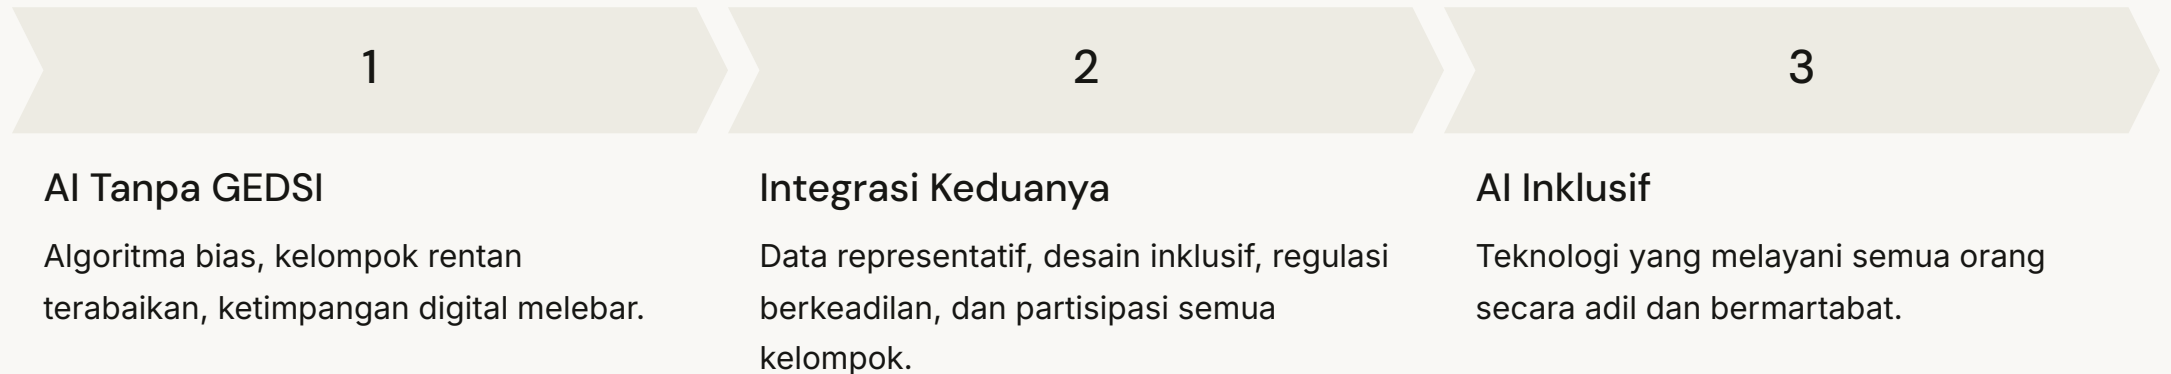 1
AI Tanpa GEDSI
Algoritma bias, kelompok rentan
terabaikan, ketimpangan digital melebar.
2
Integrasi Keduanya
Data representatif, desain inklusif, regulasi
berkeadilan, dan partisipasi semua
kelompok.
3
AI Inklusif
Teknologi yang melayani semua orang
secara adil dan bermartabat.